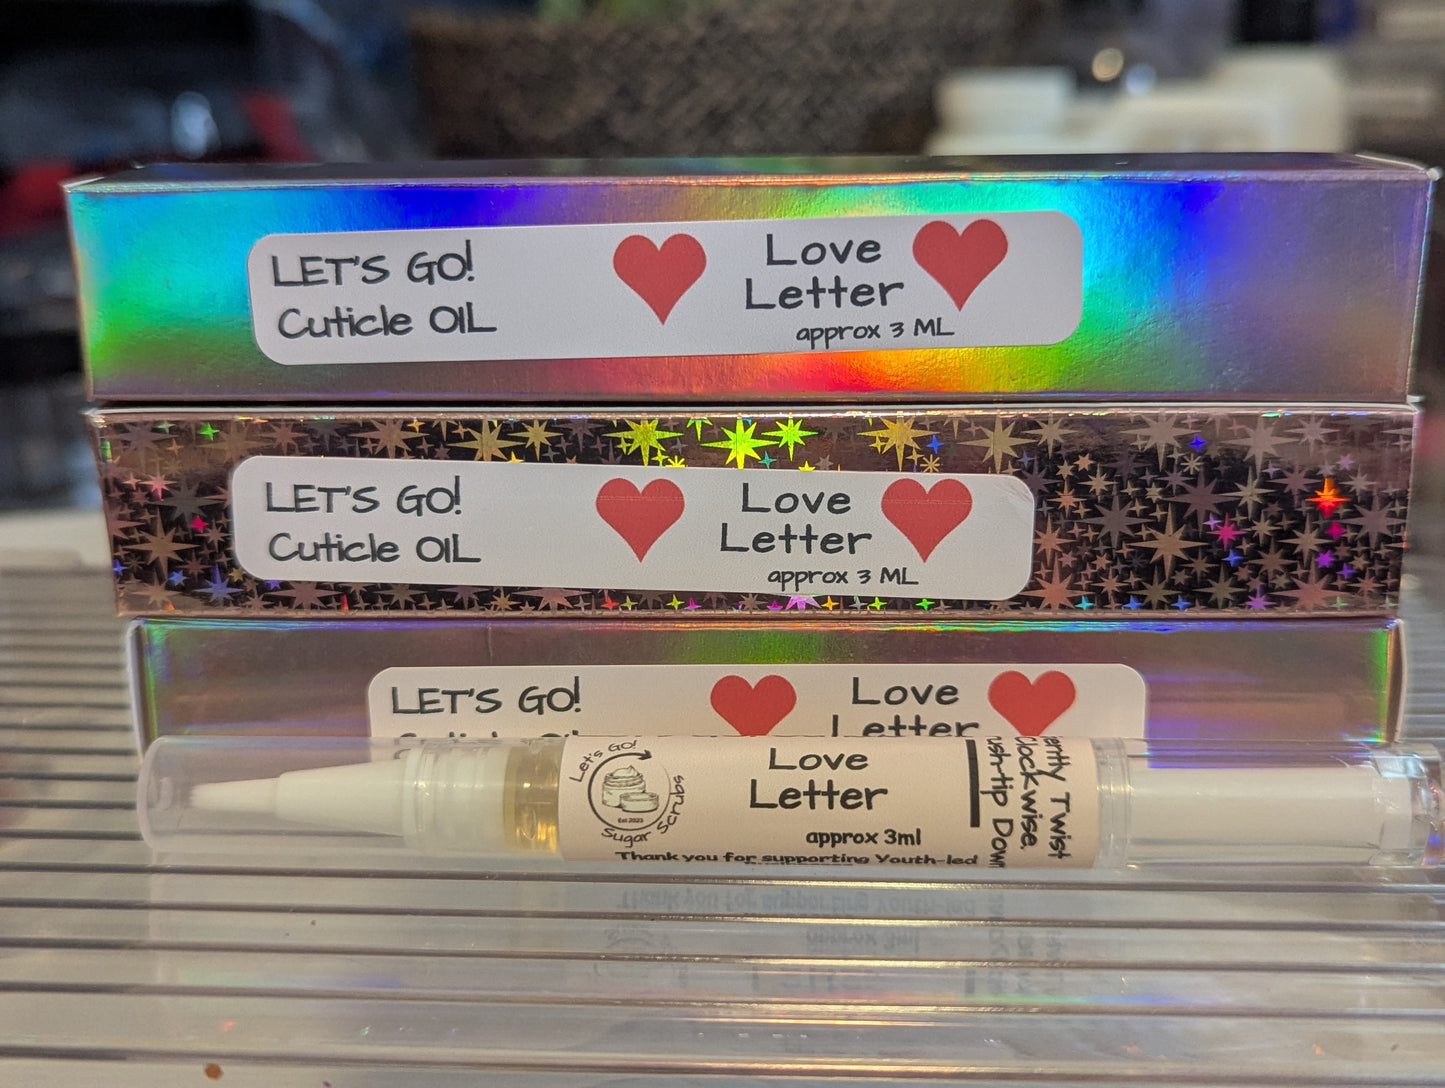 LET'S GO!
Cuticle OIL
Love
Letter
approx 3 ML
LET'S GO!
Cuticle OIL
Love
Letter
approx 3 ML
LET'S GO!
Love
Letter
Let's Go!
Est 2023
Sugar Scrubs
Love
Letter
approx 3ml
Thank you for supporting Youth-led
Twist
Clockwise.
Down